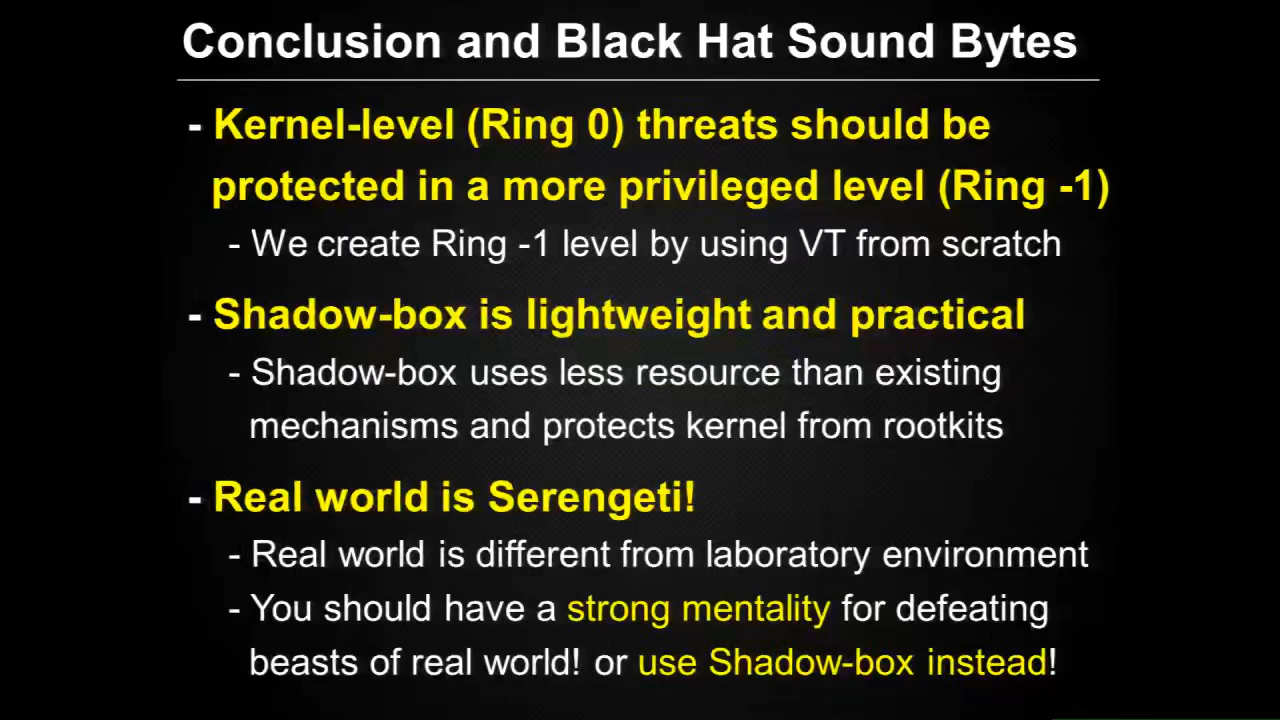 Conclusion and Black Hat Sound Bytes
- Kernel-level (Ring 0) threats should be
protected in a more privileged level (Ring -1)
- We create Ring -1 level by using VT from scratch
- Shadow-box is lightweight and practical
- Shadow-box uses less resource than existing
mechanisms and protects kernel from rootkits
- Real world is Serengeti!
- Real world is different from laboratory environment
- You should have a strong mentality for defeating
beasts of real world! or use Shadow-box instead!